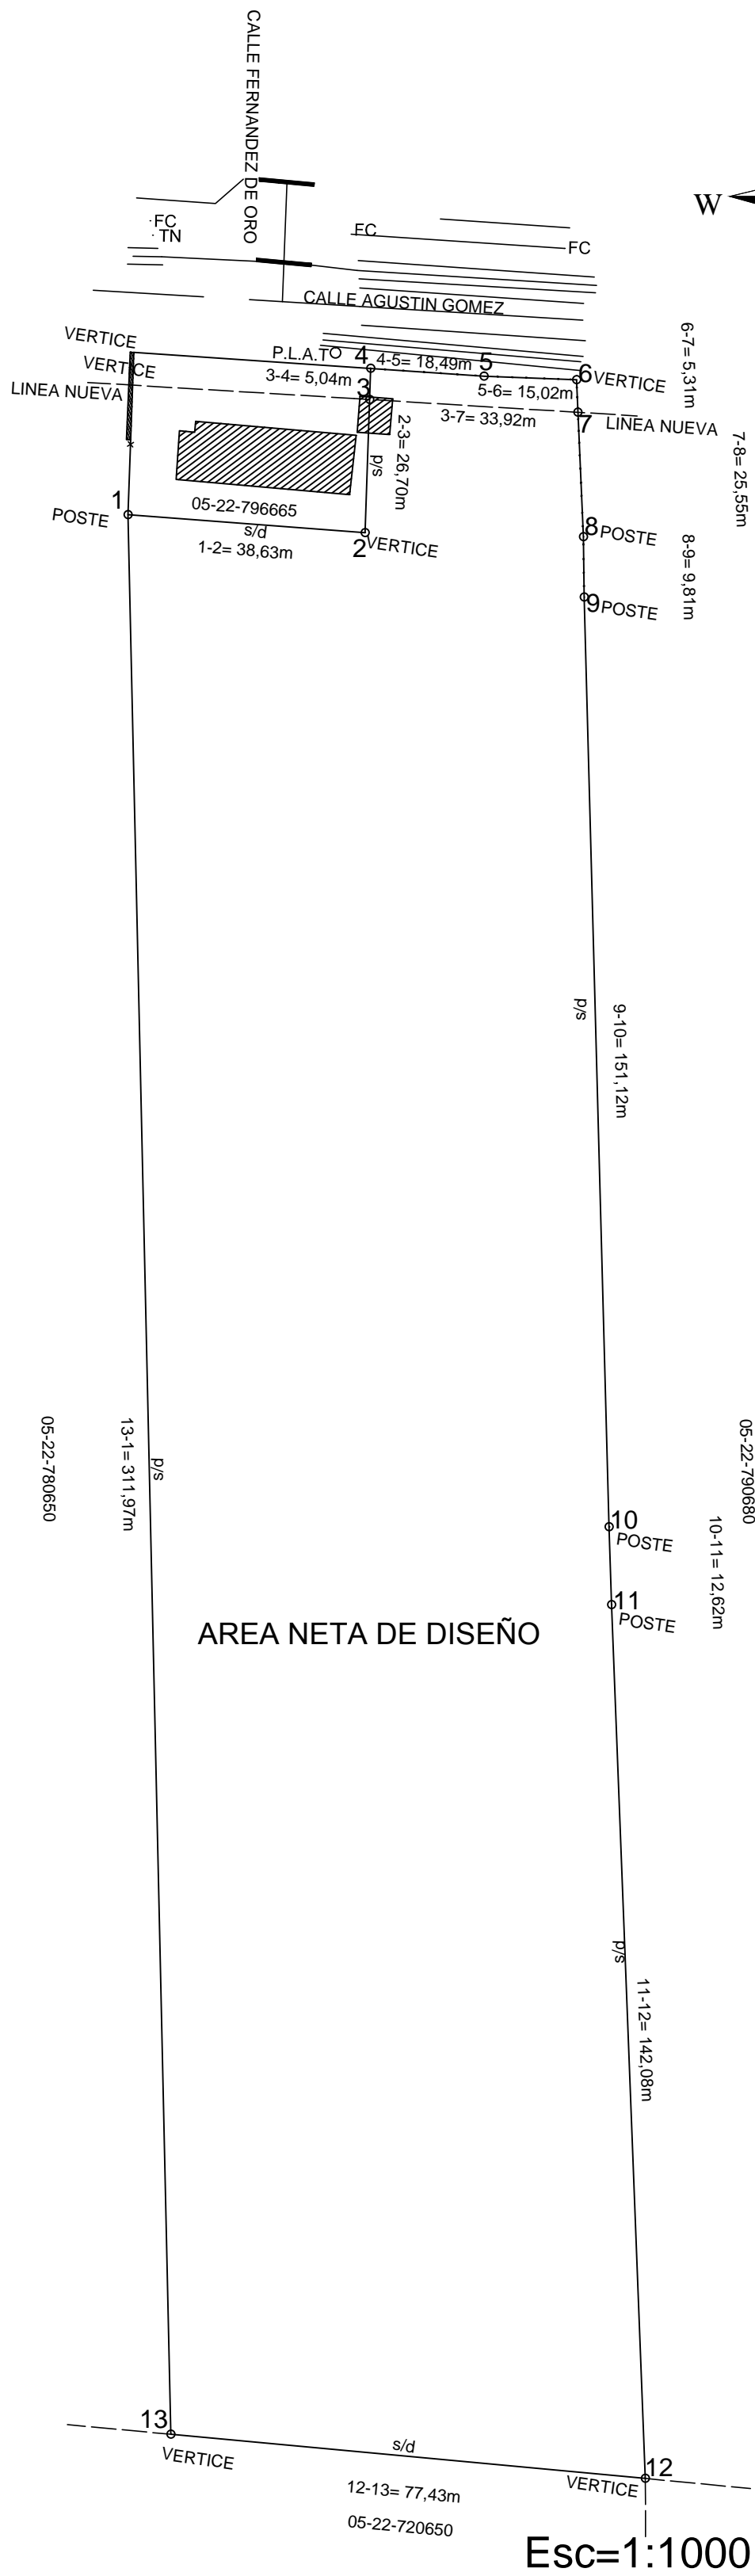 CALLE FERNANDEZ DE ORO
W
FC
TN
FC
FC
CALLE AGUSTIN GOMEZ
VERTICE
P.L.A.T
4
4-5= 18,49m
5
6
VERTICE
6-7= 5,31m
VERTICE
3-4= 5,04m
3
5-6= 15,02m
LINEA NUEVA
3-7= 33,92m
7
LINEA NUEVA
7-8= 25,55m
2-3= 26,70m
p/s
1
05-22-796665
POSTE
s/d
1-2= 38,63m
2
VERTICE
8
POSTE
8-9= 9,81m
9
POSTE
p/s
9-10= 151,12m
05-22-780650
13-1= 311,97m
p/s
05-22-790680
10
POSTE
10-11= 12,62m
11
POSTE
AREA NETA DE DISEÑO
p/s
11-12= 142,08m
13
VERTICE
s/d
12
VERTICE
12-13= 77,43m
05-22-720650
Esc=1:1000